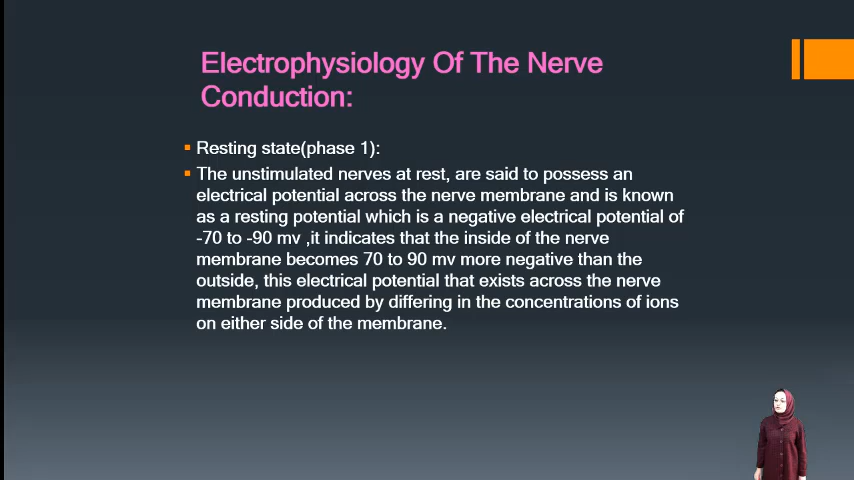 Electrophysiology Of The Nerve
Conduction:
Resting state(phase 1):
The unstimulated nerves at rest, are said to possess an
electrical potential across the nerve membrane and is known
as a resting potential which is a negative electrical potential of
-70 to -90 mv ,it indicates that the inside of the nerve
membrane becomes 70 to 90 mv more negative than the
outside, this electrical potential that exists across the nerve
membrane produced by differing in the concentrations of ions
on either side of the membrane.